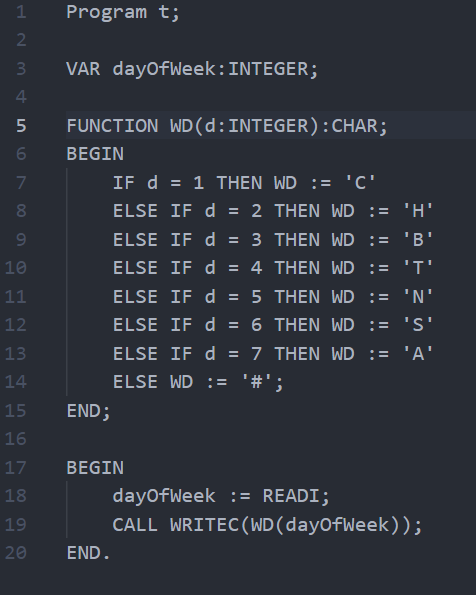 1 Program t;
2
3 VAR dayOfWeek:INTEGER;
4
5 FUNCTION WD(d:INTEGER):CHAR;
6 BEGIN
7     IF d = 1 THEN WD := 'C'
8     ELSE IF d = 2 THEN WD := 'H'
9     ELSE IF d = 3 THEN WD := 'B'
10     ELSE IF d = 4 THEN WD := 'T'
11     ELSE IF d = 5 THEN WD := 'N'
12     ELSE IF d = 6 THEN WD := 'S'
13     ELSE IF d = 7 THEN WD := 'A'
14     ELSE WD := '#';
15 END;
16
17 BEGIN
18     dayOfWeek := READI;
19     CALL WRITEC(WD(dayOfWeek));
20 END.